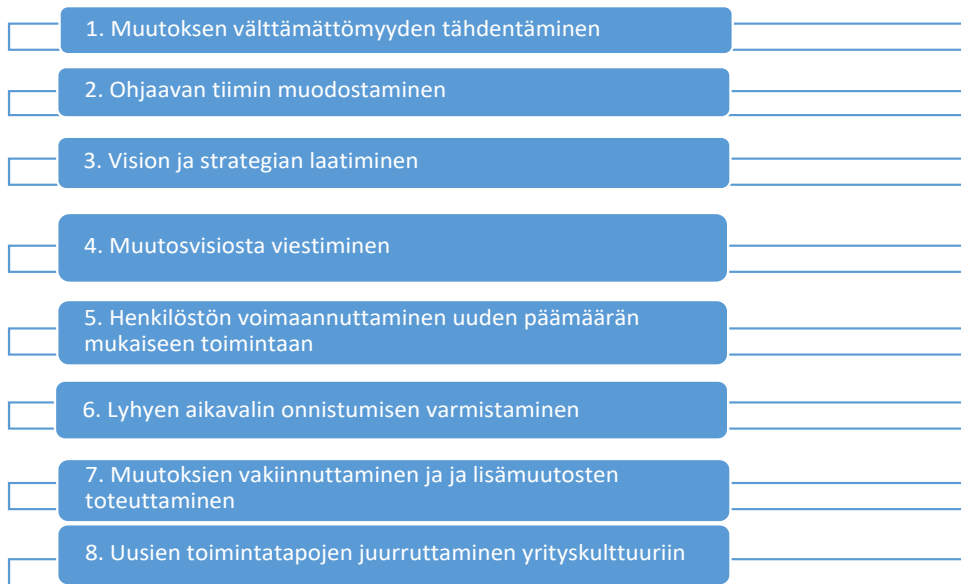 1. Muutoksen välttämättömyyden tähdentäminen
2. Ohjaavan tiimin muodostaminen
3. Vision ja strategian laatiminen
4. Muutosvisiosta viestiminen
5. Henkilöstön voimaannuttaminen uuden päämäärän
mukaiseen toimintaan
6. Lyhyen aikavalin onnistumisen varmistaminen
7. Muutoksien vakiinnuttaminen ja ja lisämuutosten
toteuttaminen
8. Uusien toimintatapojen juurruttaminen yrityskulttuuriin